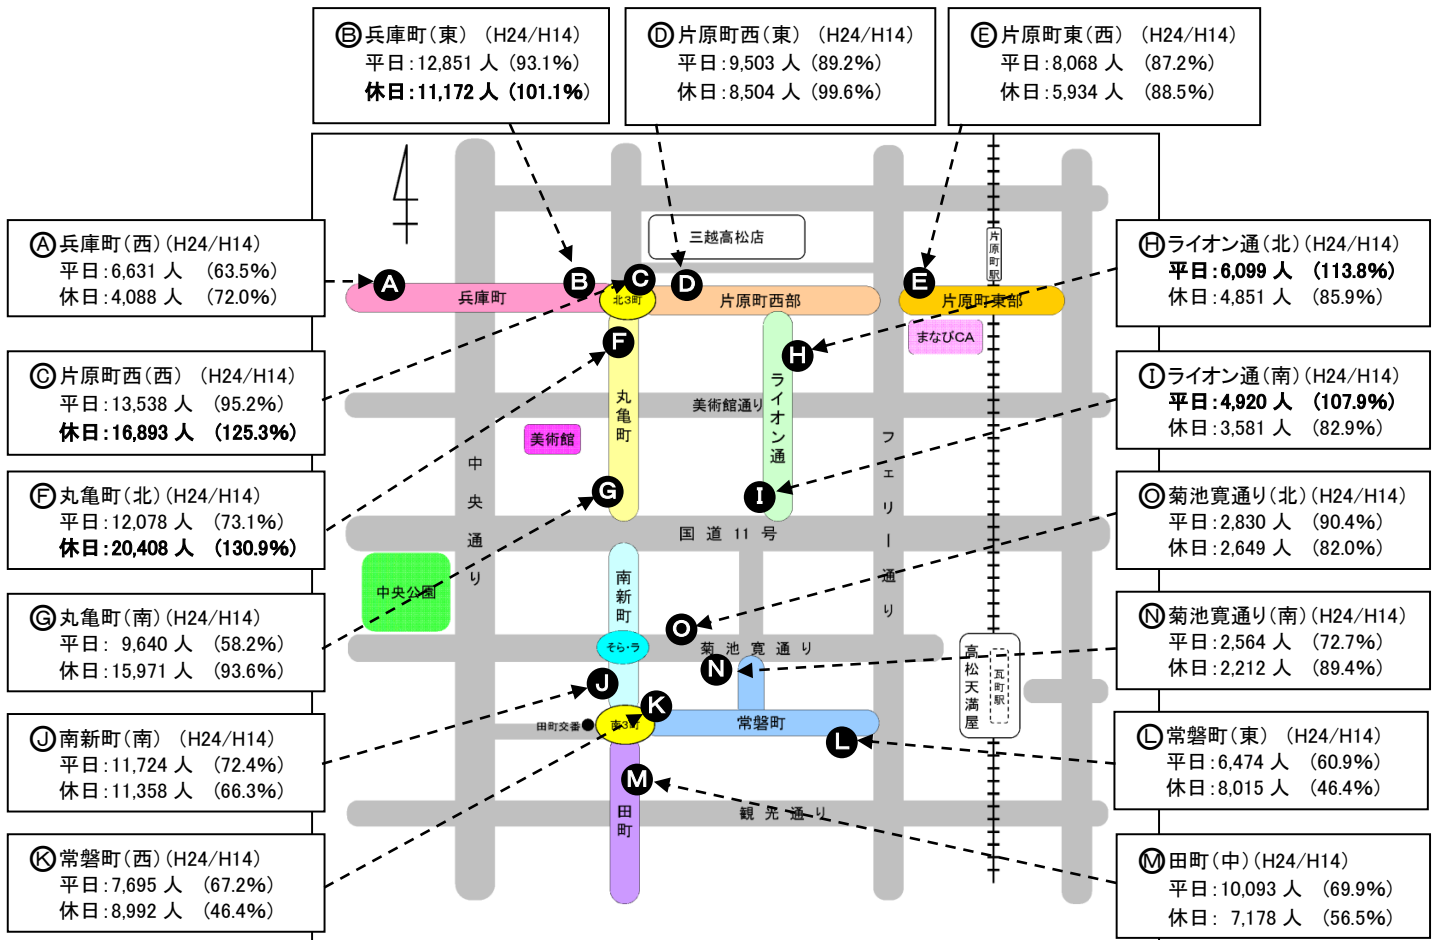 Ⓑ兵庫町（東） （H24/H14）
平日：12,851 人 （93.1%）
休日：11,172 人 （101.1%）
Ⓓ片原町西（東） （H24/H14）
平日：9,503 人 （89.2%）
休日：8,504 人 （99.6%）
Ⓔ片原町東（西） （H24/H14）
平日：8,068 人 （87.2%）
休日：5,934 人 （88.5%）
Ⓐ兵庫町（西）（H24/H14）
平日：6,631 人 （63.5%）
休日：4,088 人 （72.0%）
Ⓒ片原町西（西） （H24/H14）
平日：13,538 人 （95.2%）
休日：16,893 人 （125.3%）
Ⓕ丸亀町（北）（H24/H14）
平日：12,078 人 （73.1%）
休日：20,408 人 （130.9%）
Ⓖ丸亀町（南）（H24/H14）
平日： 9,640 人 （58.2%）
休日：15,971 人 （93.6%）
Ⓙ南新町（南） （H24/H14）
平日：11,724 人 （72.4%）
休日：11,358 人 （66.3%）
Ⓚ常磐町（西）（H24/H14）
平日：7,695 人 （67.2%）
休日：8,992 人 （46.4%）
三越高松店
片原町駅
A
B
C
D
E
兵庫町
北3町
片原町西部
片原町東部
まなびCA
F
H
丸亀町
ライオン通
美術館通り
美術館
中央通り
フェリー通り
G
I
国道11号
中央公園
南新町
O
そら・ラ
菊池寛通り
N
高松天満屋
瓦町駅
J
K
田町交番
南3町
常磐町
L
M
田町
観光通り
Ⓗライオン通（北）（H24/H14）
平日：6,099 人 （113.8%）
休日：4,851 人 （85.9%）
Ⓘライオン通（南）（H24/H14）
平日：4,920 人 （107.9%）
休日：3,581 人 （82.9%）
Ⓞ菊池寛通り（北）（H24/H14）
平日：2,830 人 （90.4%）
休日：2,649 人 （82.0%）
Ⓝ菊池寛通り（南）（H24/H14）
平日：2,564 人 （72.7%）
休日：2,212 人 （89.4%）
Ⓛ常磐町（東） （H24/H14）
平日：6,474 人 （60.9%）
休日：8,015 人 （46.4%）
Ⓜ田町（中）（H24/H14）
平日：10,093 人 （69.9%）
休日： 7,178 人 （56.5%）